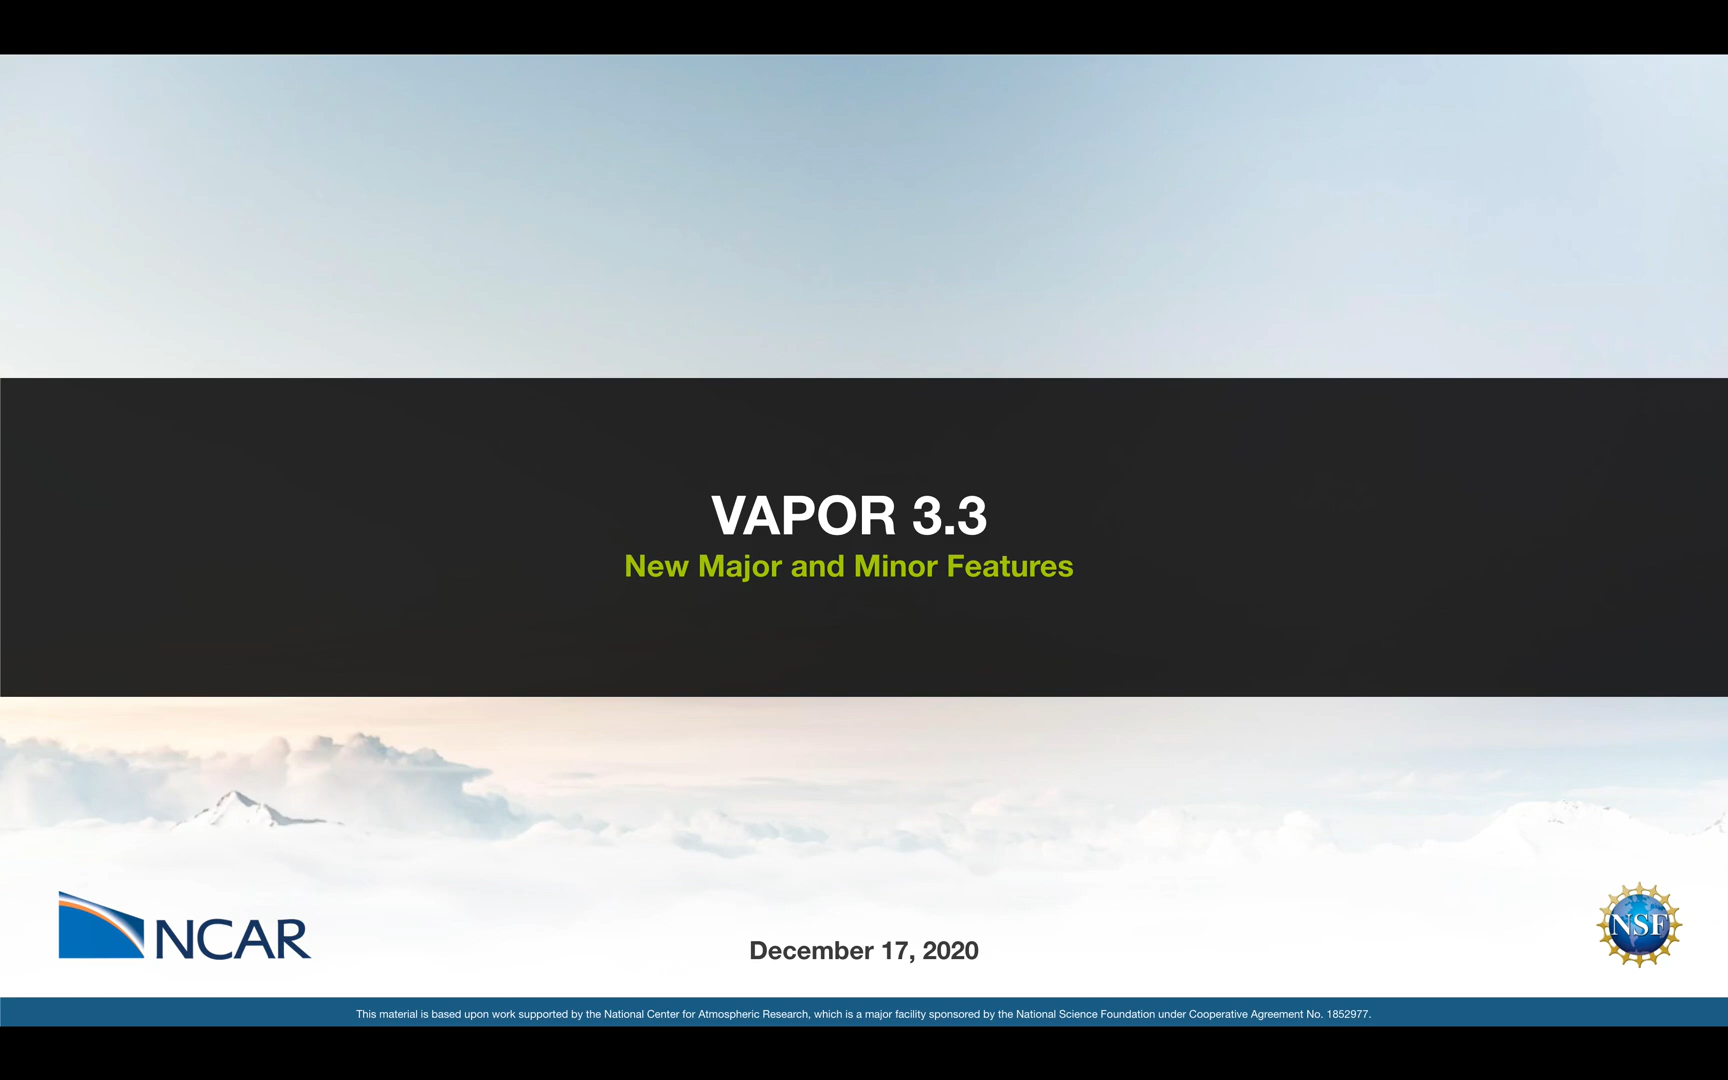 VAPOR 3.3
New Major and Minor Features
NCAR
December 17, 2020
NSF
This material is based upon work supported by the National Center for Atmospheric Research, which is a major facility sponsored by the National Science Foundation under Cooperative Agreement No. 1852977.